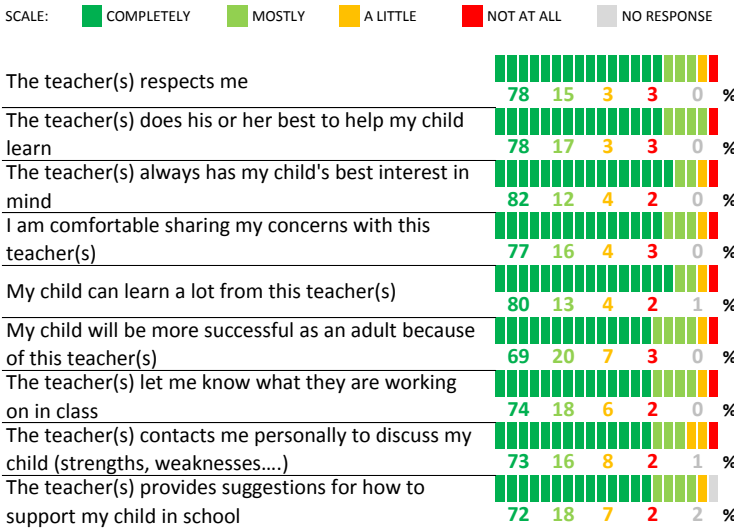 SCALE: COMPLETELY MOSTLY A LITTLE NOT AT ALL NO RESPONSE
The teacher(s) respects me
78 15 3 3 0 %
The teacher(s) does his or her best to help my child
learn
78 17 3 3 0 %
The teacher(s) always has my child's best interest in
mind
82 12 4 2 0 %
I am comfortable sharing my concerns with this
teacher(s)
77 16 4 3 0 %
My child can learn a lot from this teacher(s)
80 13 4 2 1 %
My child will be more successful as an adult because
of this teacher(s)
69 20 7 3 0 %
The teacher(s) let me know what they are working
on in class
74 18 6 2 0 %
The teacher(s) contacts me personally to discuss my
child (strengths, weaknesses....)
73 16 8 2 1 %
The teacher(s) provides suggestions for how to
support my child in school
72 18 7 2 2 %